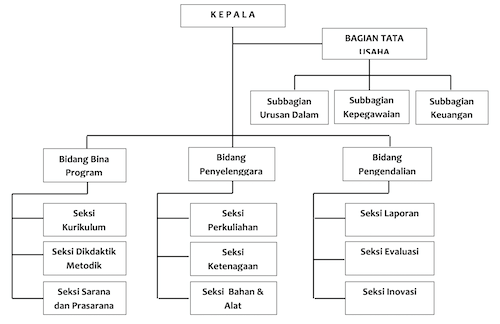 K E P A L A
BAGIAN TATA
USAHA
Subbagian
Urusan Dalam
Subbagian
Kepegawaian
Subbagian
Keuangan
Bidang Bina
Program
Bidang
Penyelenggara
Bidang
Pengendalian
Seksi
Kurikulum
Seksi
Perkuliahan
Seksi Laporan
Seksi Dikdaktik
Metodik
Seksi
Ketenagaan
Seksi Evaluasi
Seksi Sarana
dan Prasarana
Seksi Bahan &
Alat
Seksi Inovasi